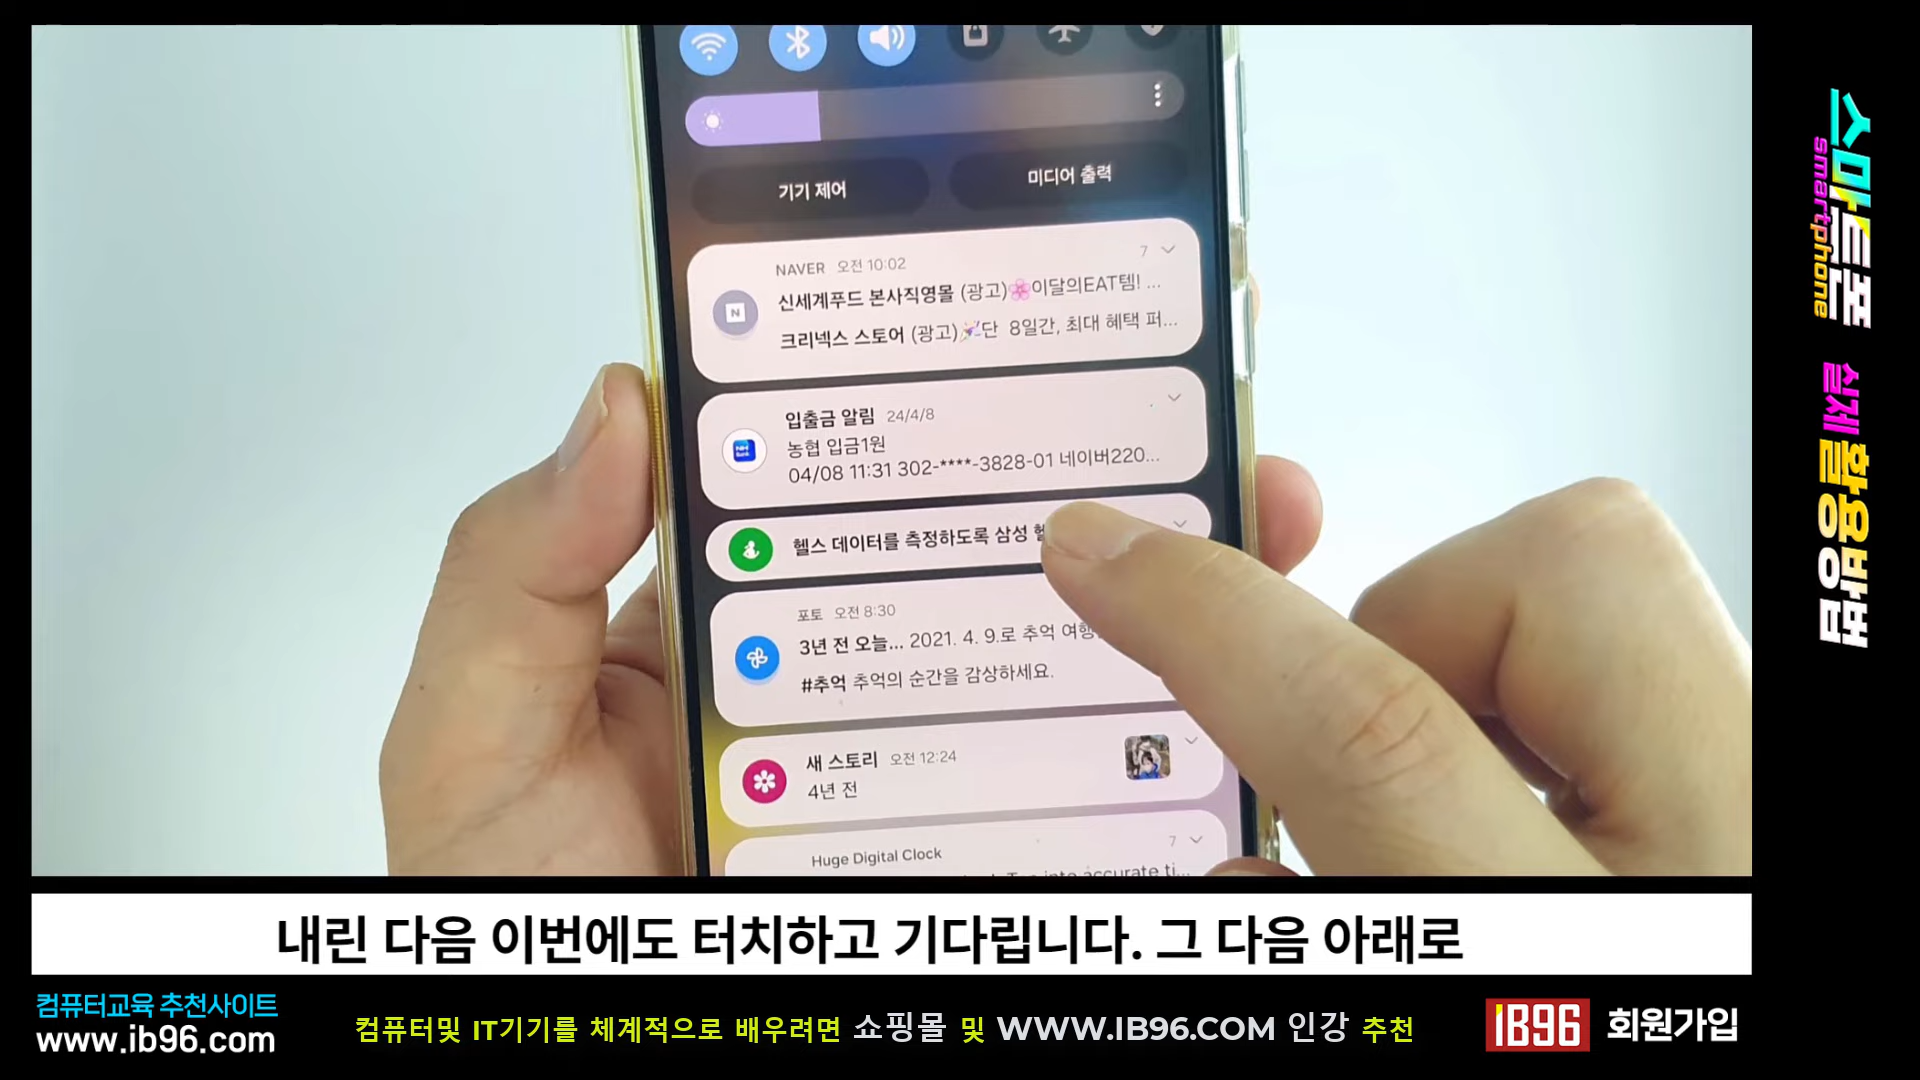 기기 제어
미디어 출력
NAVER 오전 10:02
7
신세계푸드 본사직영몰 (광고)🌸이달의EAT템! ...
크리넥스 스토어 (광고)🎉단 8일간, 최대 혜택 퍼...
입출금 알림 24/4/8
농협 입금1원
04/08 11:31 302-****-3828-01 네이버220...
헬스 데이터를 측정하도록 삼성 헬
포토 오전 8:30
3년 전 오늘... 2021. 4. 9.로 추억 여행
#추억 추억의 순간을 감상하세요.
새 스토리 오전 12:24
4년 전
Huge Digital Clock
7
accurate ti...
스마트폰 실제활용방법
smartphone
내린 다음 이번에도 터치하고 기다립니다. 그 다음 아래로
컴퓨터교육 추천사이트
www.ib96.com
컴퓨터및 IT기기를 체계적으로 배우려면 쇼핑몰 및 WWW.IB96.COM 인강 추천
IB96 회원가입